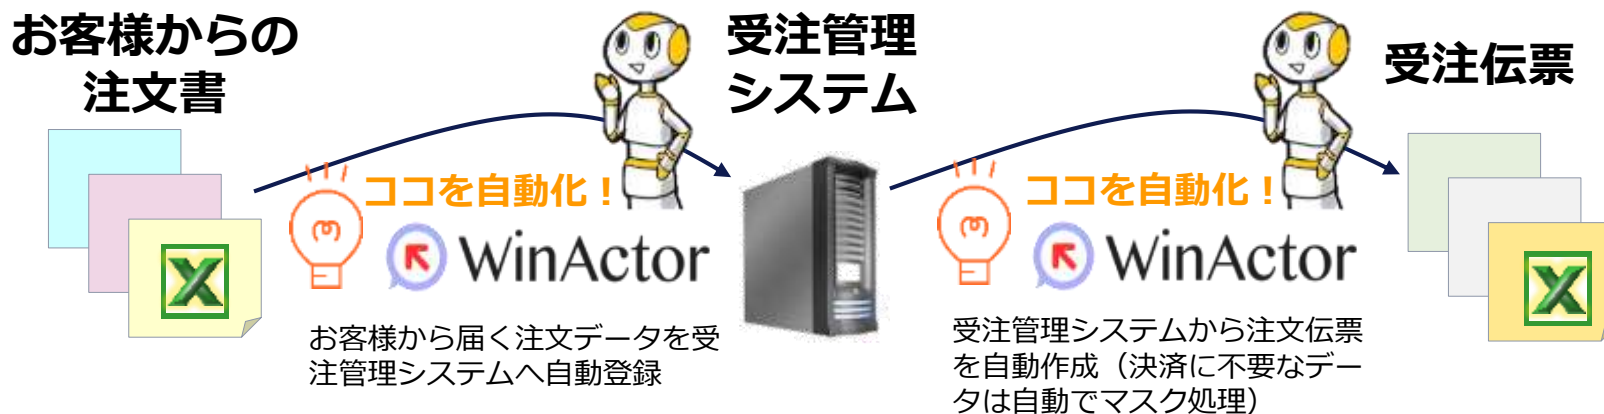 お客様からの
注文書
ココを自動化！
WinActor
お客様から届く注文データを受
注管理システムへ自動登録
受注管理
システム
ココを自動化！
WinActor
受注管理システムから注文伝票
を自動作成（決済に不要なデー
タは自動でマスク処理）
受注伝票